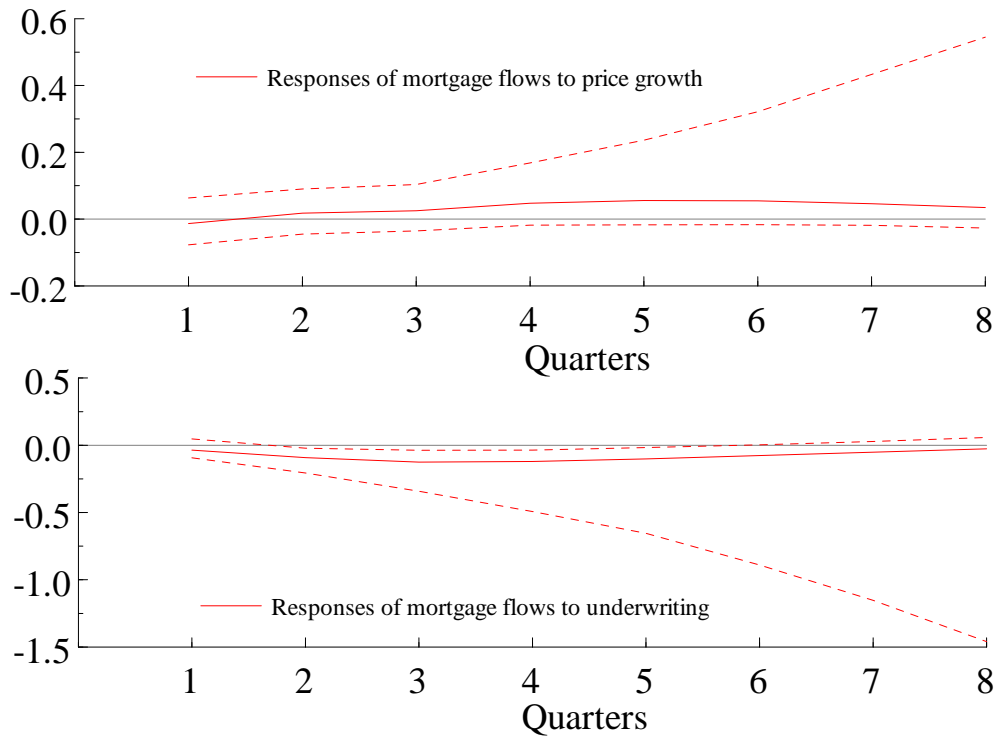 0.6
Responses of mortgage flows to price growth
0.4
0.2
0.0
-0.2
1 2 3 4 5 6 7 8
Quarters
0.5
0.0
-0.5
-1.0
Responses of mortgage flows to underwriting
-1.5
1 2 3 4 5 6 7 8
Quarters